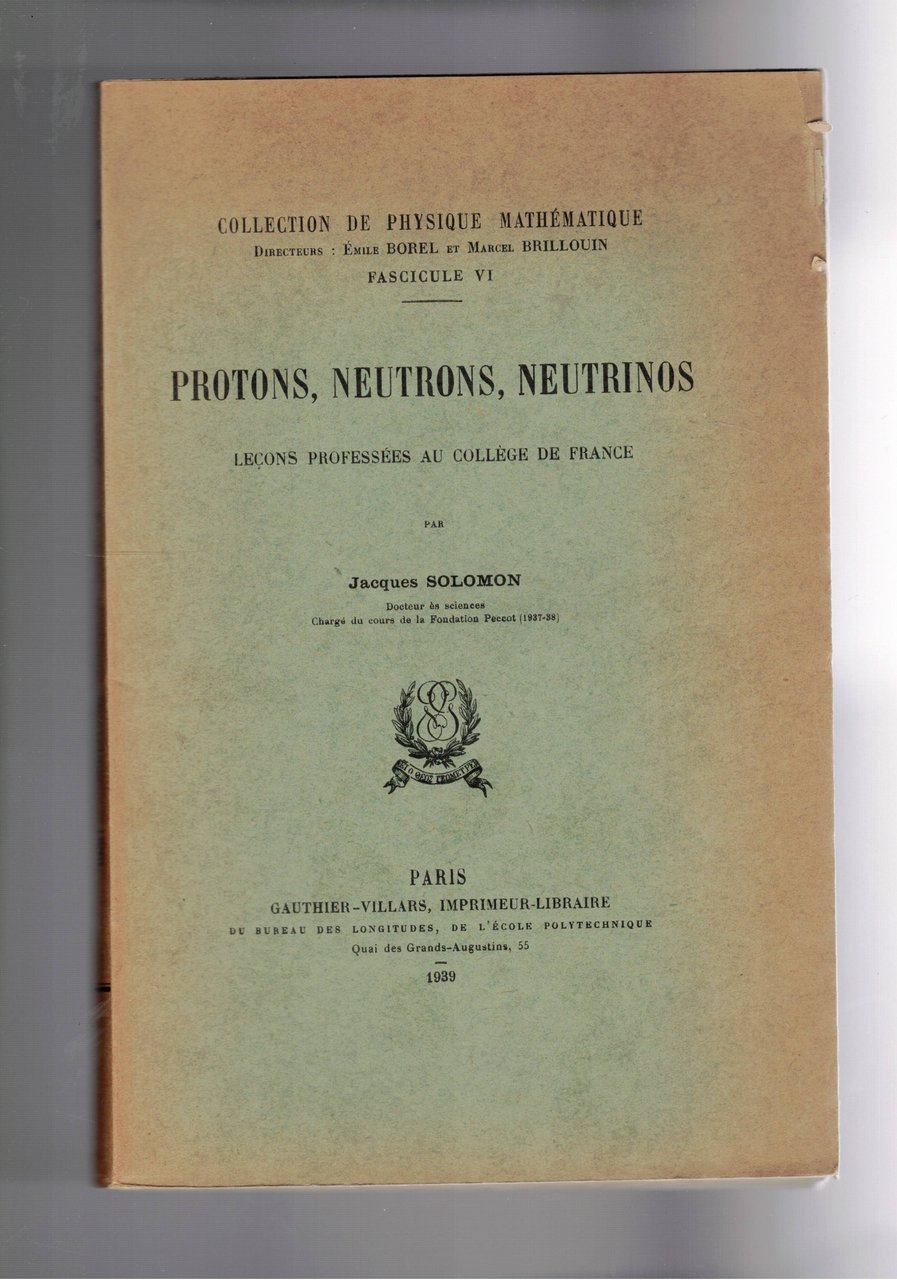 COLLECTION DE PHYSIQUE MATHÉMATIQUE
DIRECTEURS : ÉMILE BOREL ET MARCEL BRILLOUIN
FASCICULE VI
PROTONS, NEUTRONS, NEUTRINOS
LEÇONS PROFESSÉES AU COLLÈGE DE FRANCE
PAR
Jacques SOLOMON
Docteur ès sciences
Chargé du cours de la Fondation Peccot (1937-38)
PARIS
GAUTHIER-VILLARS, IMPRIMEUR-LIBRAIRE
DU BUREAU DES LONGITUDES, DE L'ÉCOLE POLYTECHNIQUE
Quai des Grands-Augustins, 55
1939